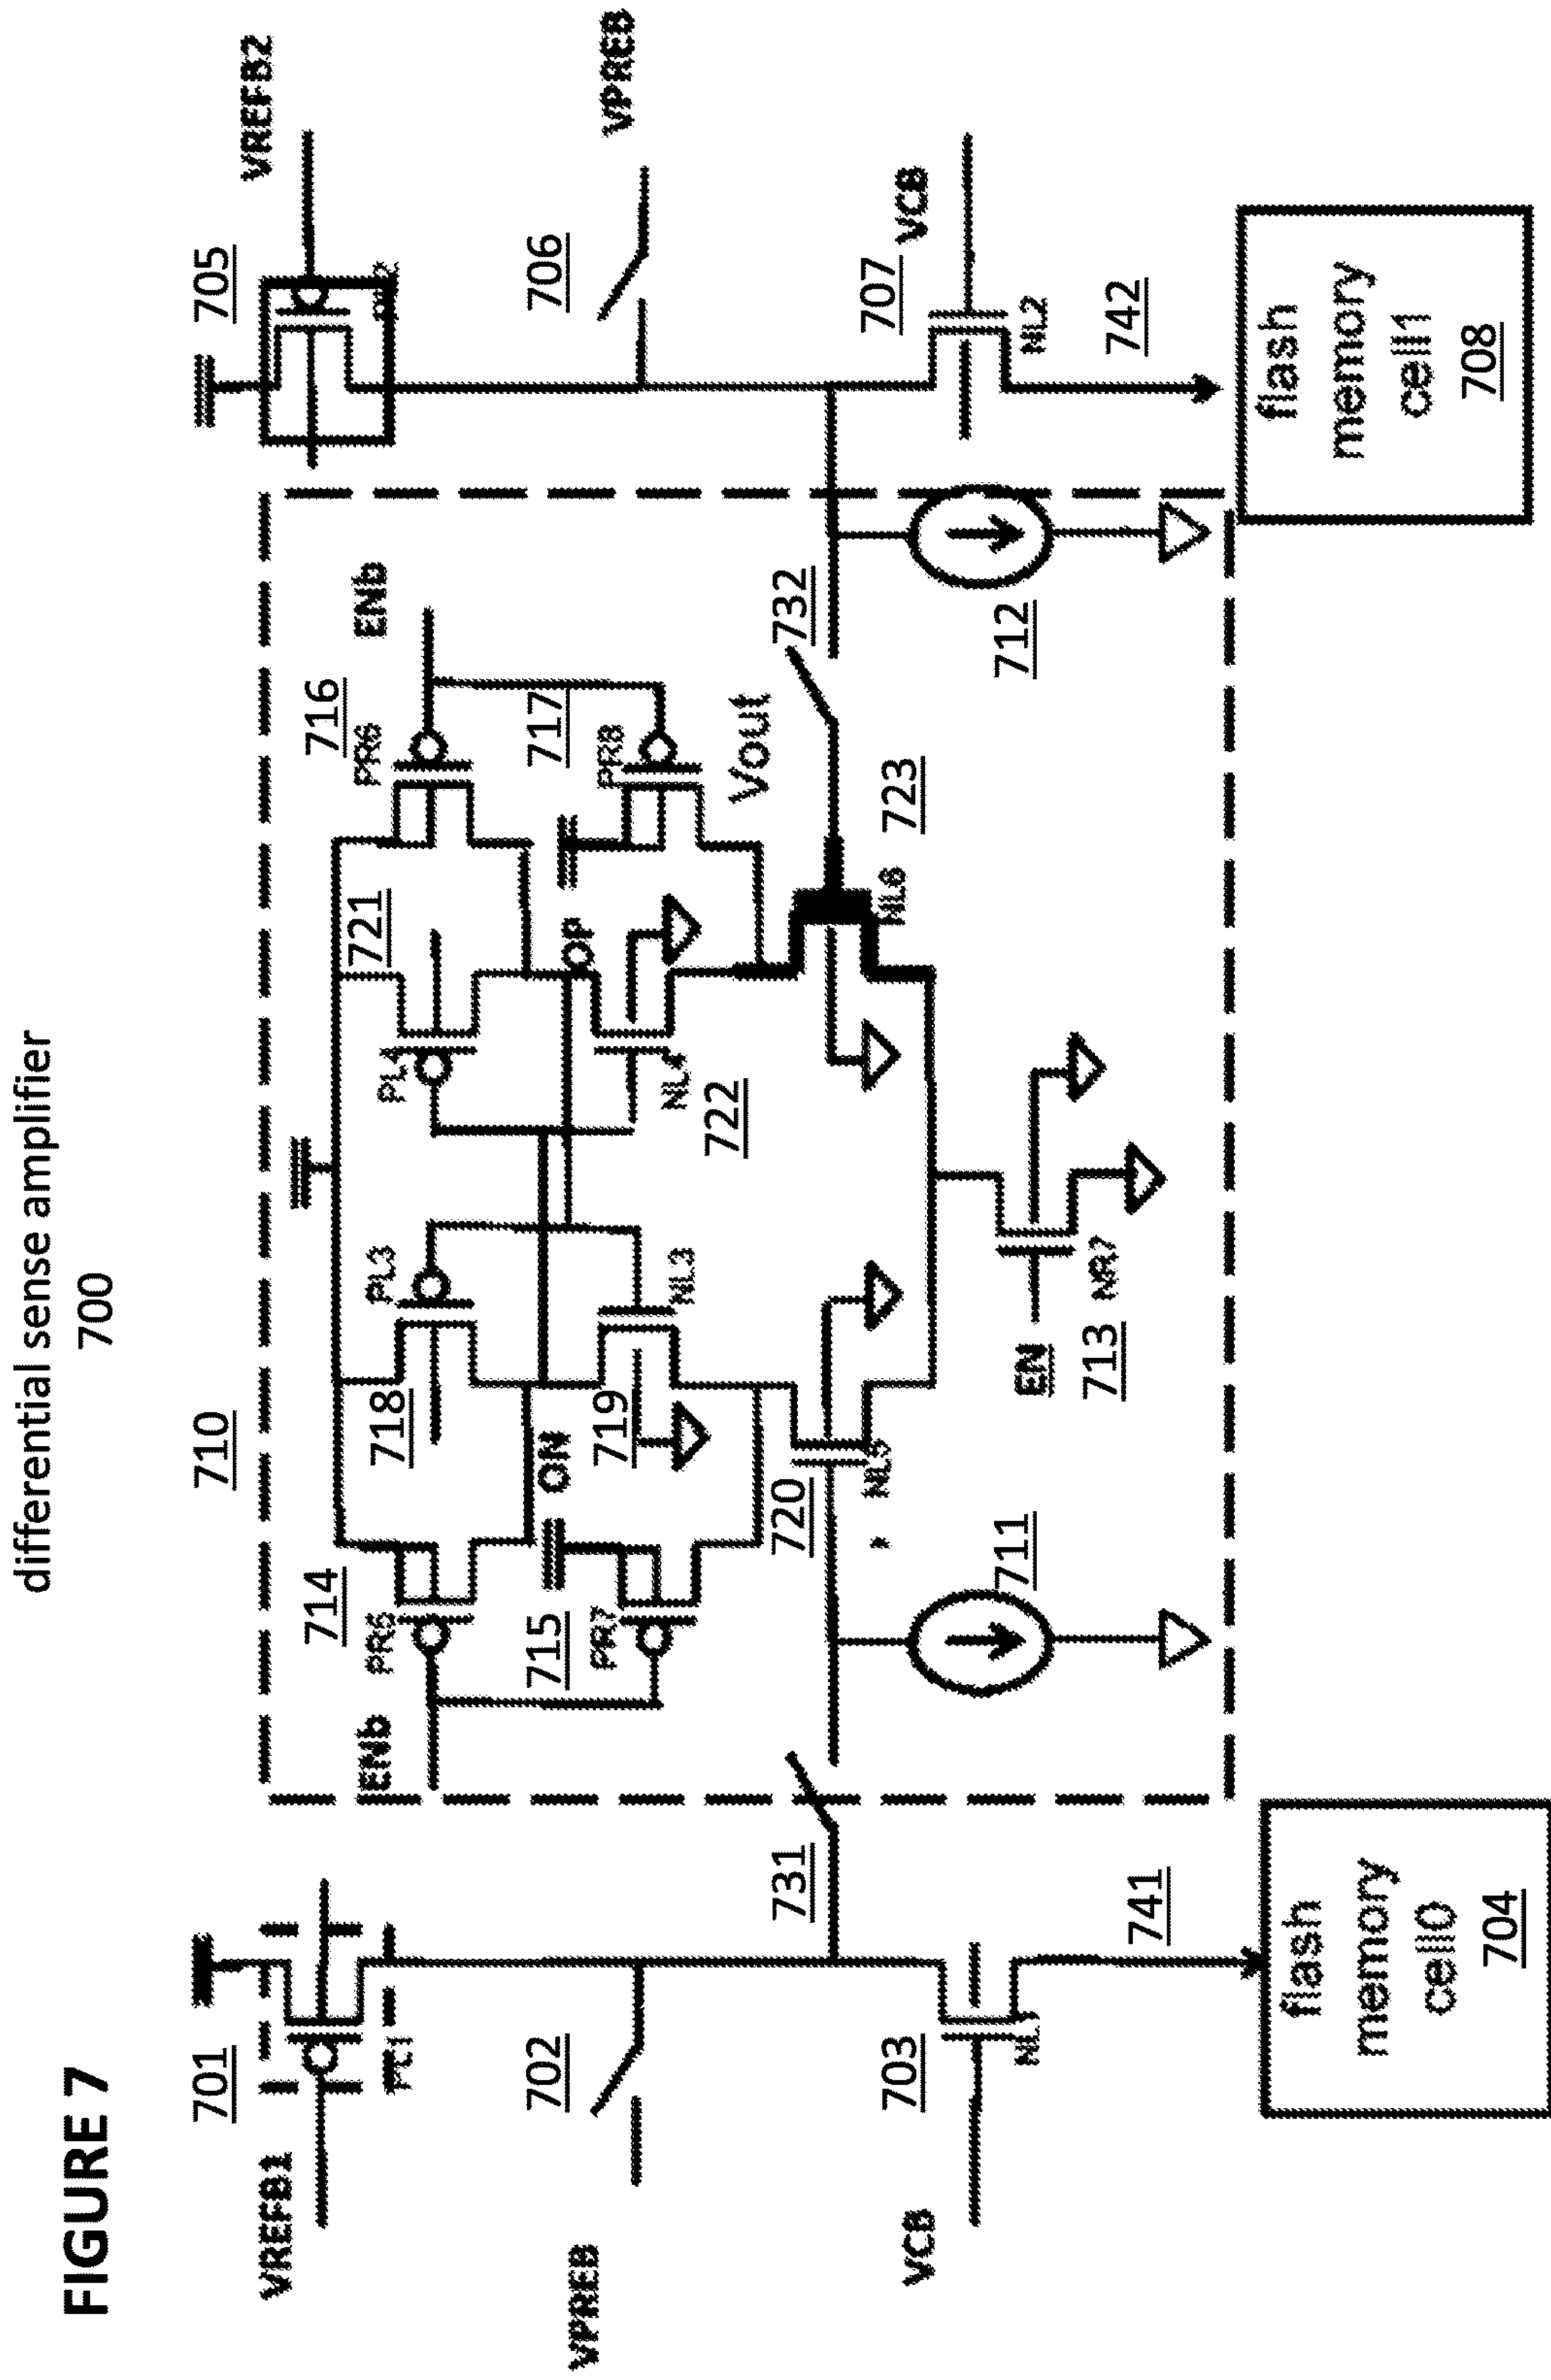 FIGURE 7
differential sense amplifier
700
VREFB1
701
PL1
VPREB
702
VCB
703
NL1
741
flash
memory
cell0
704
731
710
ENb
714
PR5
715
PR7
718
PL3
ON
719
NL3
720
NL5
711
EN
713
NR7
721
PL4
OP
722
NL4
716
PR6
ENb
717
PR8
Vout
723
NL6
732
712
705
VREFB2
706
VPREB
707
VCB
NL2
742
flash
memory
cell1
708